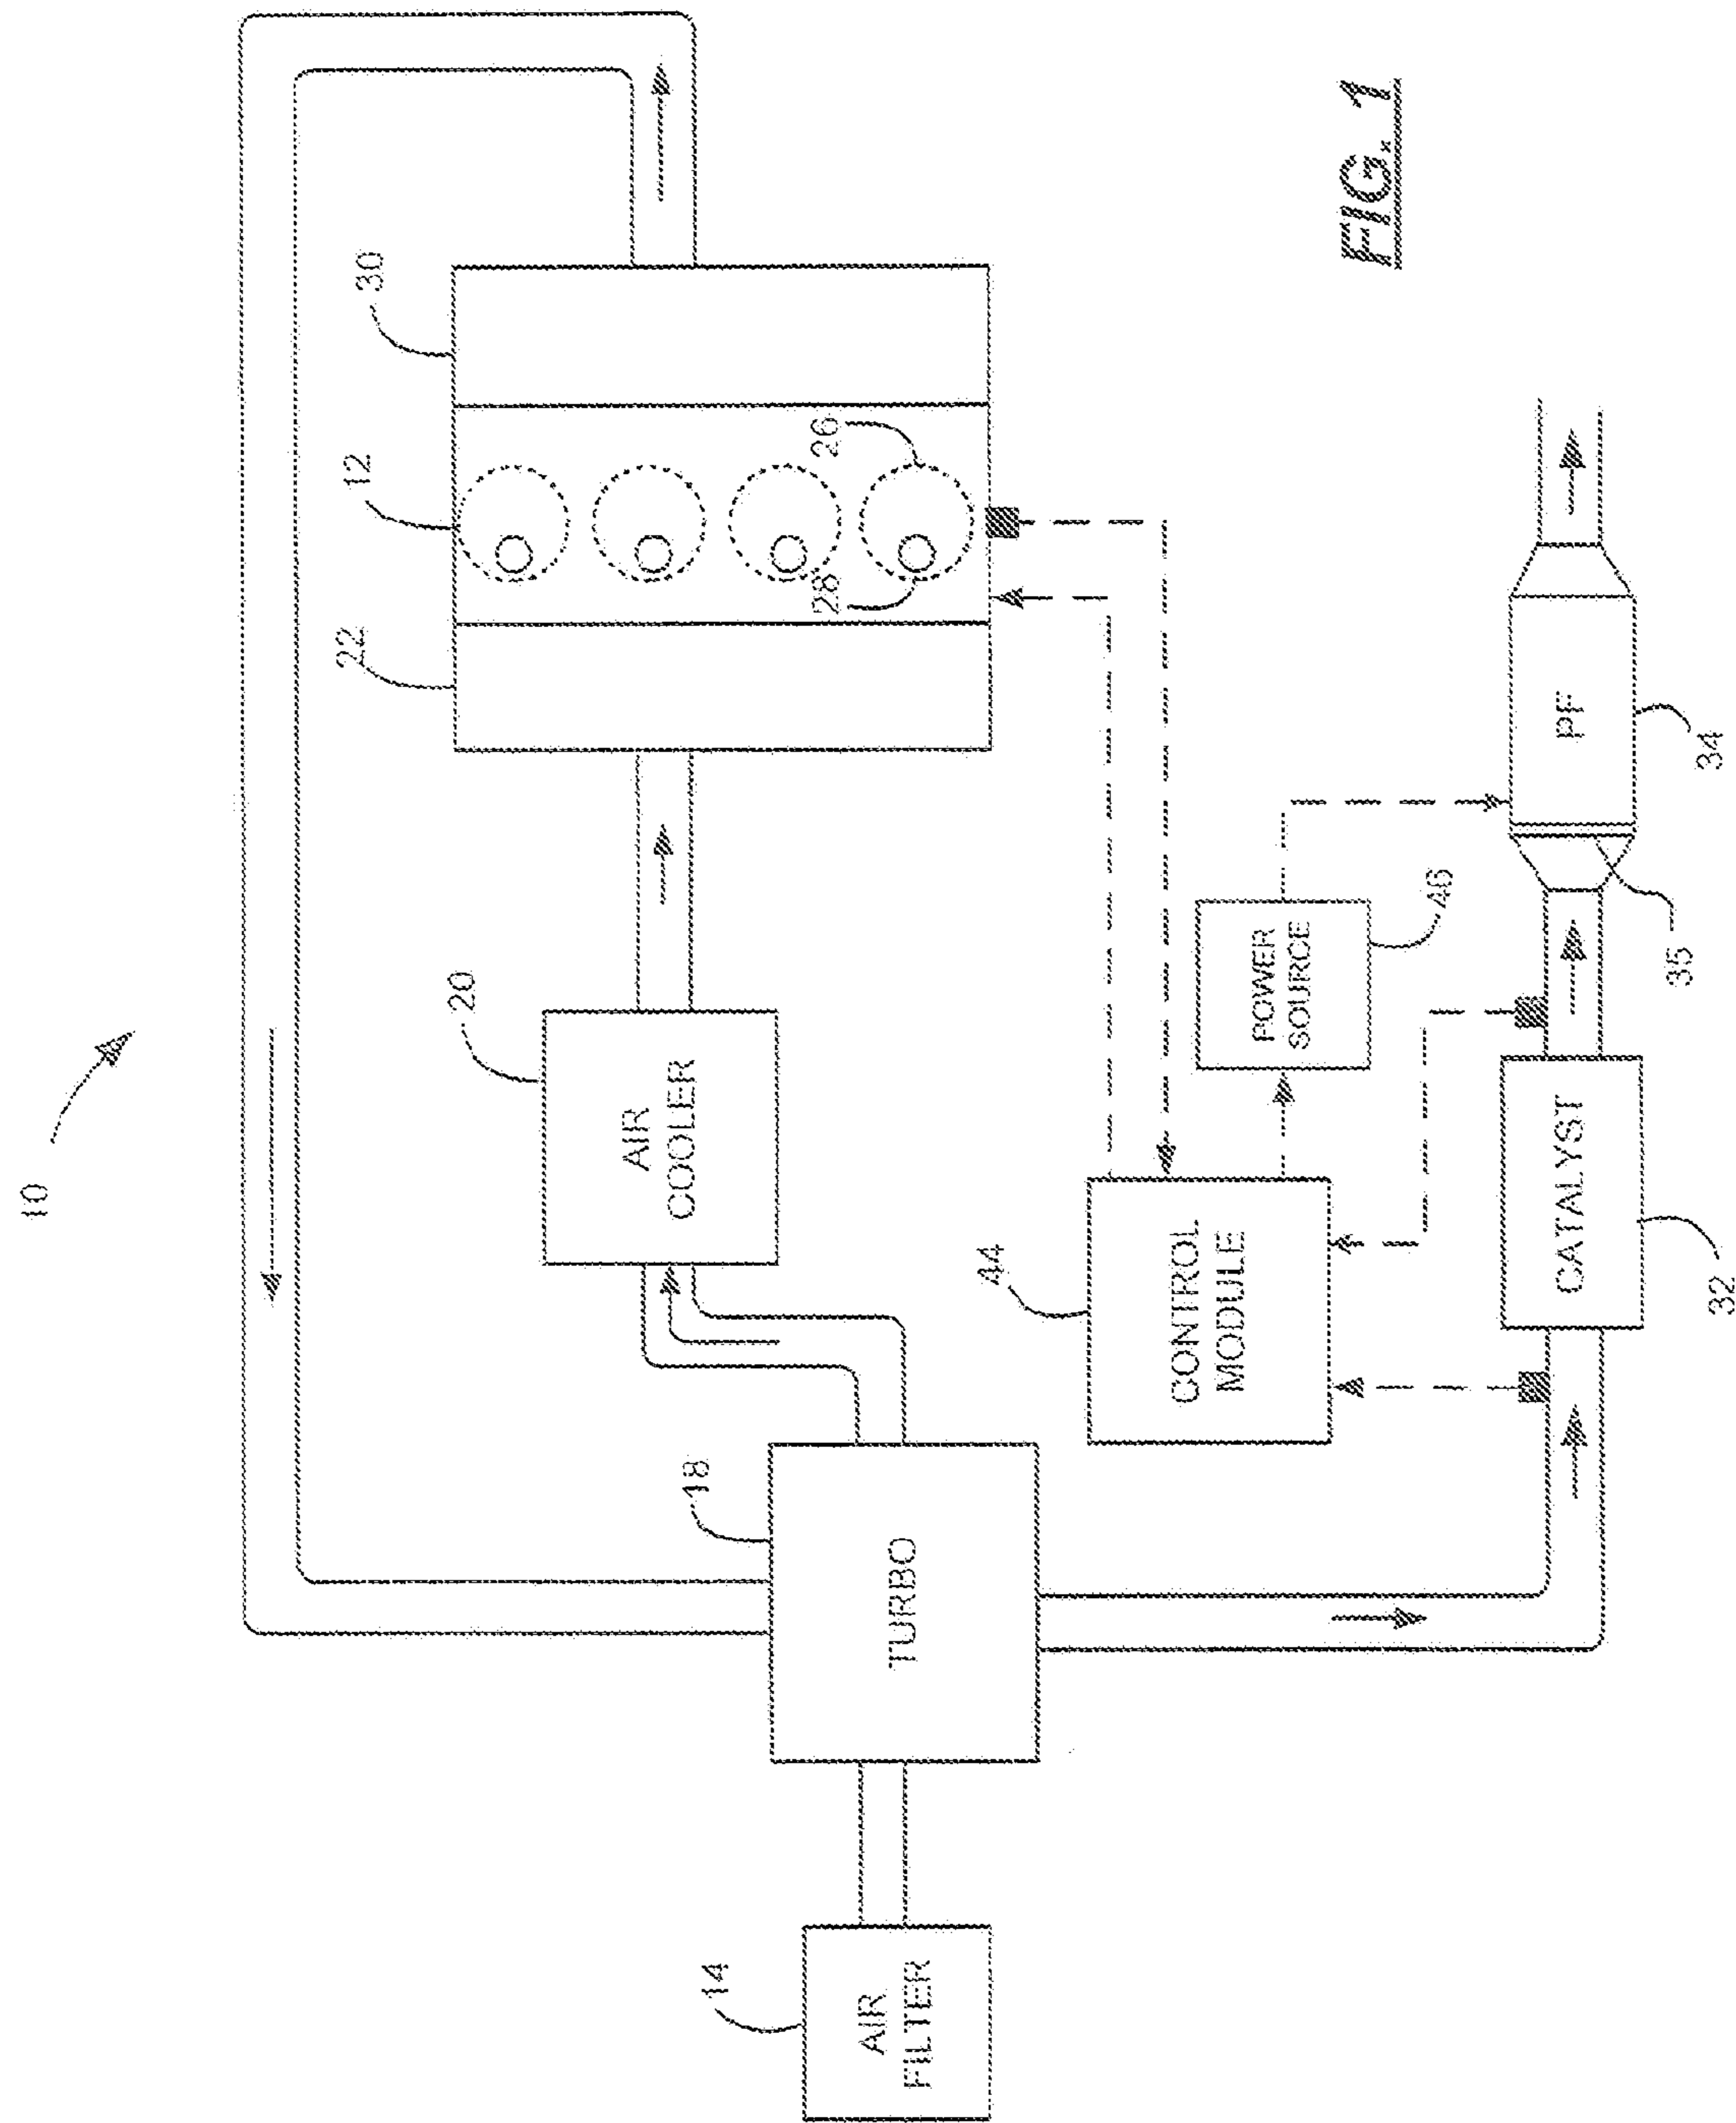 10
22
12
30
20
AIR
COOLER
18
14
28
26
AIR
FILTER
TURBO
44
CONTROL
MODULE
POWER
SOURCE
FIG. 1
46
CATALYST
PF
35
34
32